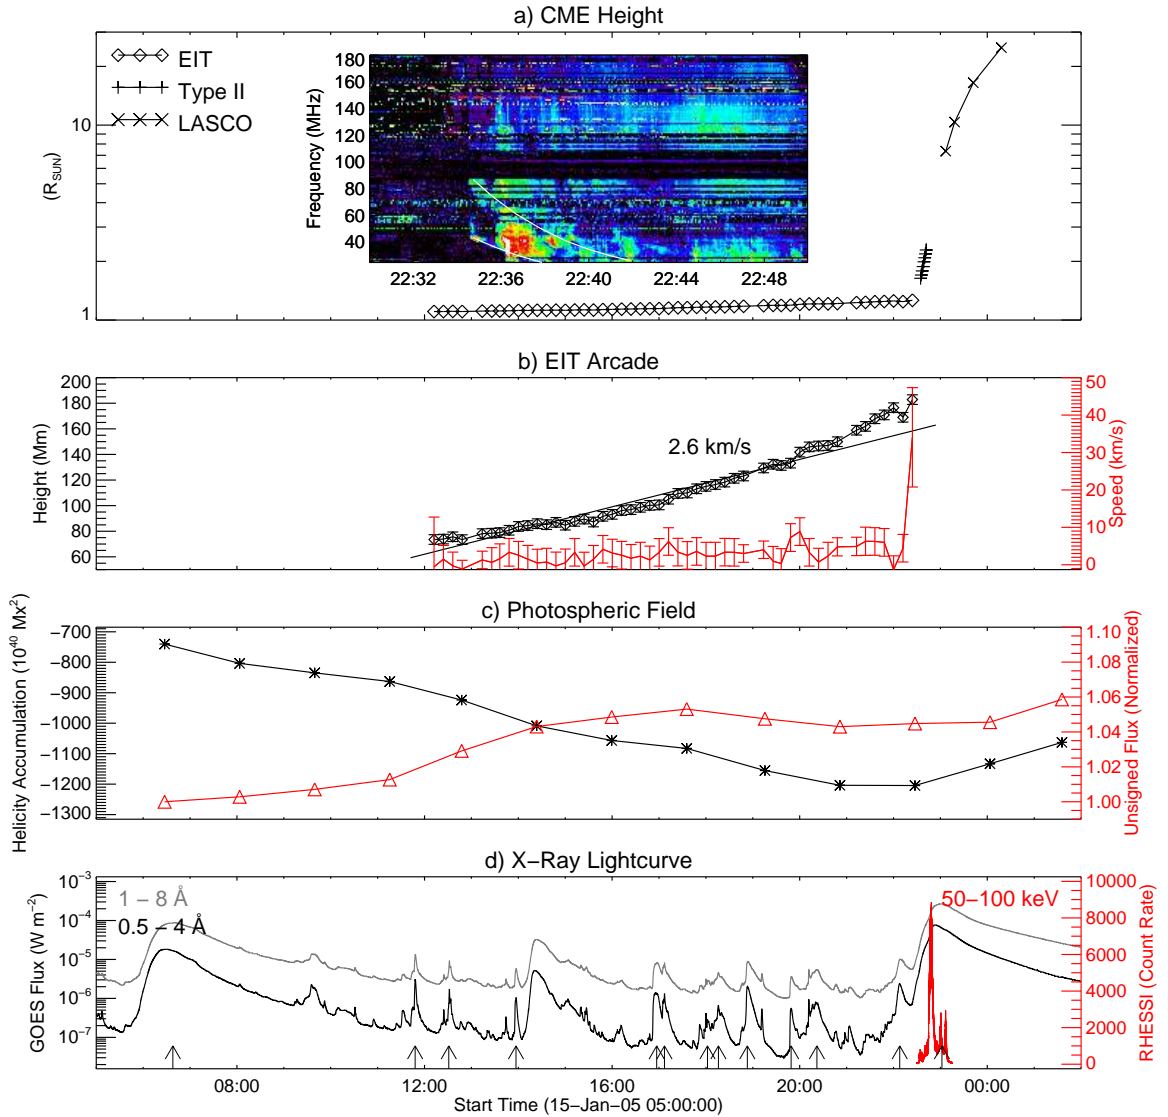 a) CME Height
EIT
Type II
LASCO
10
1
(R_SUN)
Frequency (MHz)
180
160
140
120
100
80
60
40
22:32 22:36 22:40 22:44 22:48
b) EIT Arcade
Height (Mm)
200
180
160
140
120
100
80
60
2.6 km/s
50
40
30
20
10
0
Speed (km/s)
c) Photospheric Field
Helicity Accumulation (10⁴⁰ Mx²)
−700
−800
−900
−1000
−1100
−1200
−1300
1.10
1.08
1.06
1.04
1.02
1.00
Unsigned Flux (Normalized)
d) X−Ray Lightcurve
GOES Flux (W m⁻²)
10⁻³
10⁻⁴
10⁻⁵
10⁻⁶
10⁻⁷
1 − 8 Å
0.5 − 4 Å
50−100 keV
10000
8000
6000
4000
2000
0
RHESSI (Count Rate)
08:00 12:00 16:00 20:00 00:00
Start Time (15−Jan−05 05:00:00)